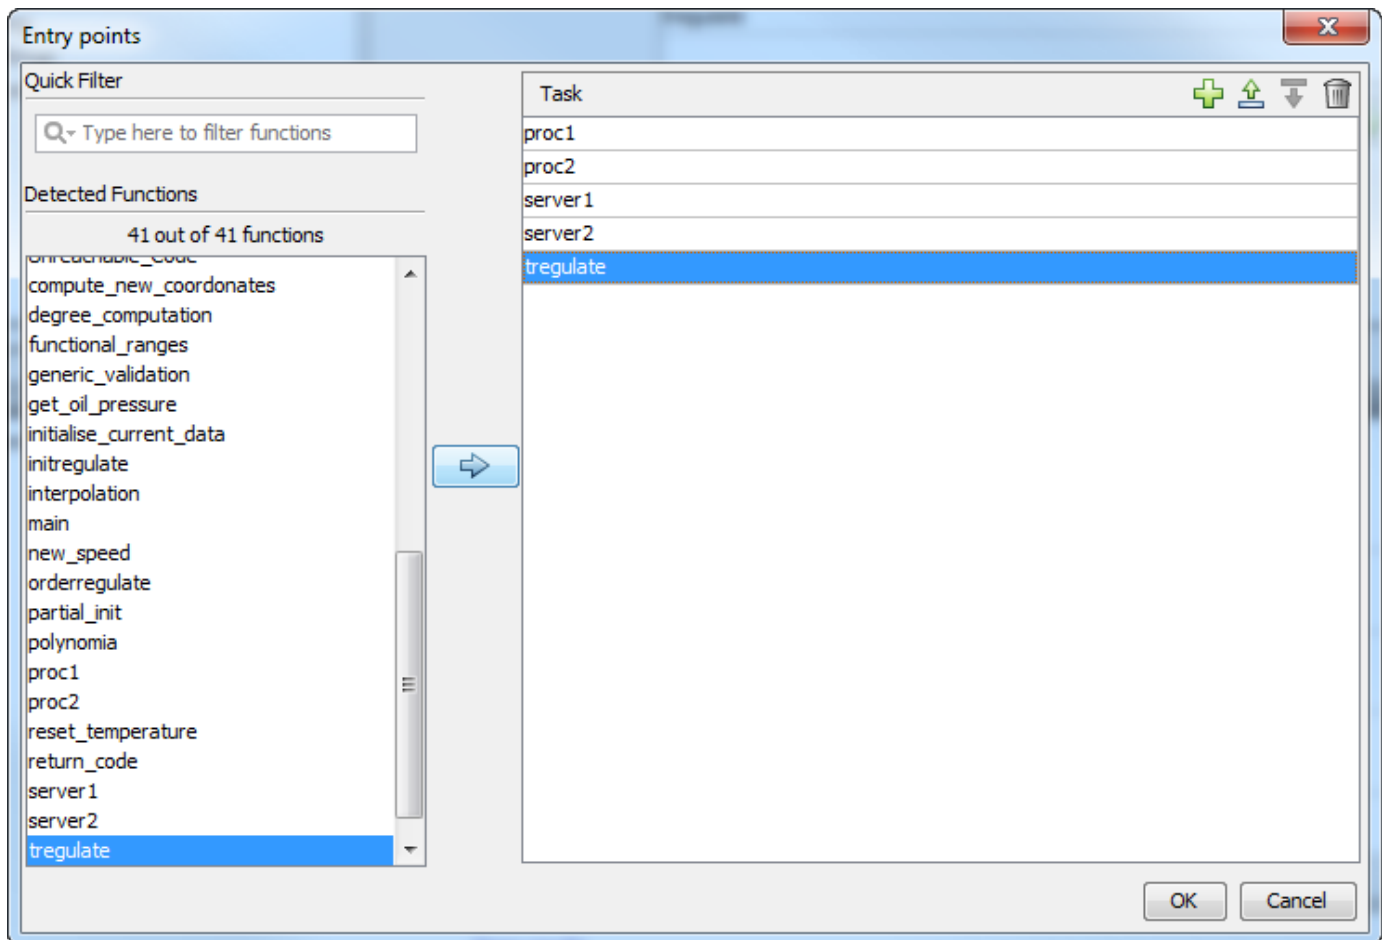 Entry points
Quick Filter
Type here to filter functions
Detected Functions
41 out of 41 functions
compute_new_coordonates
degree_computation
functional_ranges
generic_validation
get_oil_pressure
initialise_current_data
initregulate
interpolation
main
new_speed
orderregulate
partial_init
polynomia
proc1
proc2
reset_temperature
return_code
server1
server2
tregulate
Task
proc1
proc2
server1
server2
tregulate
OK
Cancel